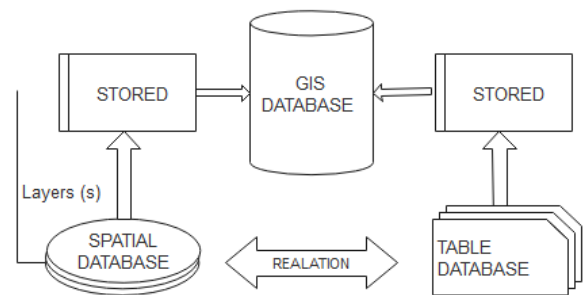 STORED
GIS
DATABASE
STORED
Layers (s)
SPATIAL
DATABASE
REALATION
TABLE
DATABASE